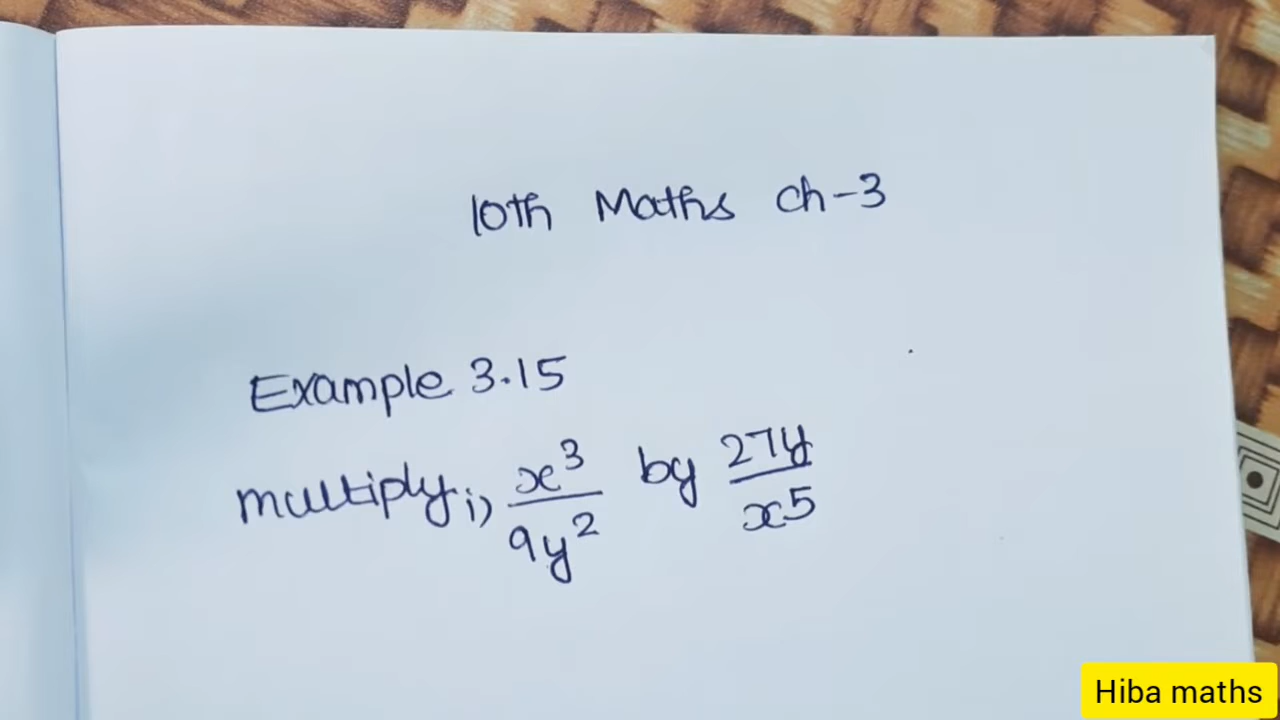 10th Maths ch-3
Example 3.15
multiply, i) x³/9y² by 27y/x5
Hiba maths